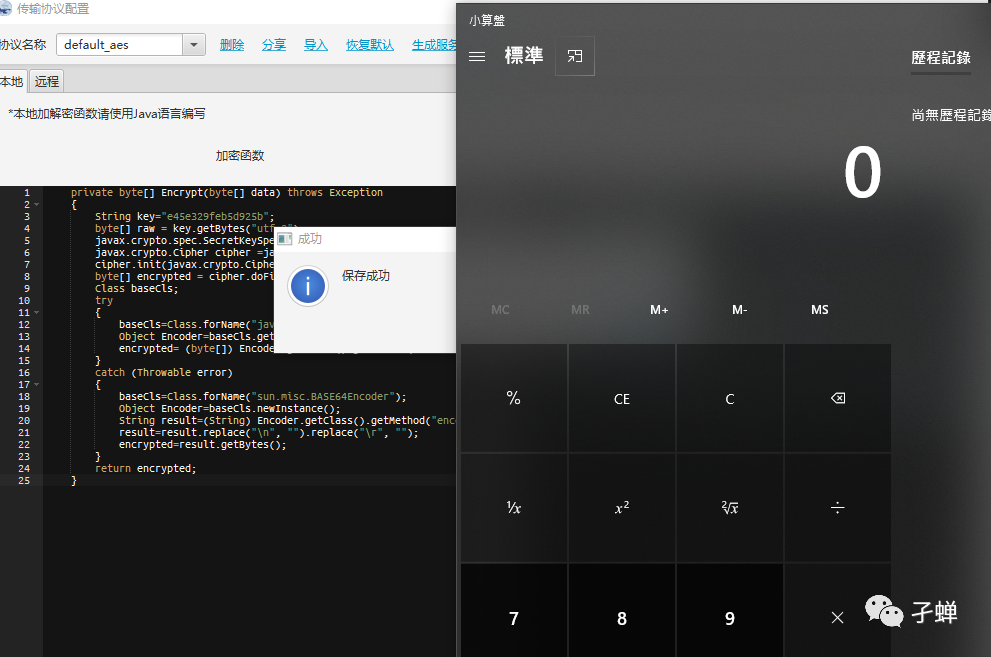 传输协议配置
协议名称 default_aes 删除 分享 导入 恢复默认 生成服务
本地 远程
*本地加解密函数请使用Java语言编写
加密函数
1 private byte[] Encrypt(byte[] data) throws Exception
2 {
3 String key="e45e329feb5d925b";
4 byte[] raw = key.getBytes("utf-8");
5 javax.crypto.spec.SecretKeySpe
6 javax.crypto.Cipher cipher =ja
7 cipher.init(javax.crypto.Ciphe
8 byte[] encrypted = cipher.doFi
9 Class baseCls;
10 try
11 {
12 baseCls=Class.forName("jav
13 Object Encoder=baseCls.get
14 encrypted= (byte[]) Encode
15 }
16 catch (Throwable error)
17 {
18 baseCls=Class.forName("sun.misc.BASE64Encoder");
19 Object Encoder=baseCls.newInstance();
20 String result=(String) Encoder.getClass().getMethod("enc
21 result=result.replace("\n", "").replace("\r", "");
22 encrypted=result.getBytes();
23 }
24 return encrypted;
25 }
成功
保存成功
小算盤
標準
歷程記錄
尚無歷程記錄
0
MC MR M+ M- MS
% CE C
¹/x x² ²√x ÷
7 8 9 ×
孑蝉